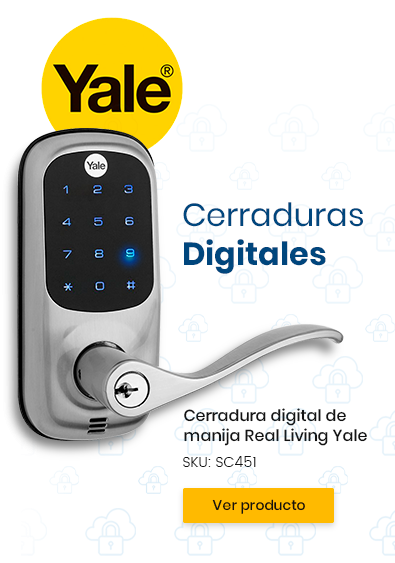 Yale®
Yale
1 2 3
4 5 6
7 8 9
* 0 #
Cerraduras
Digitales
Cerradura digital de
manija Real Living Yale
SKU: SC451
Ver producto